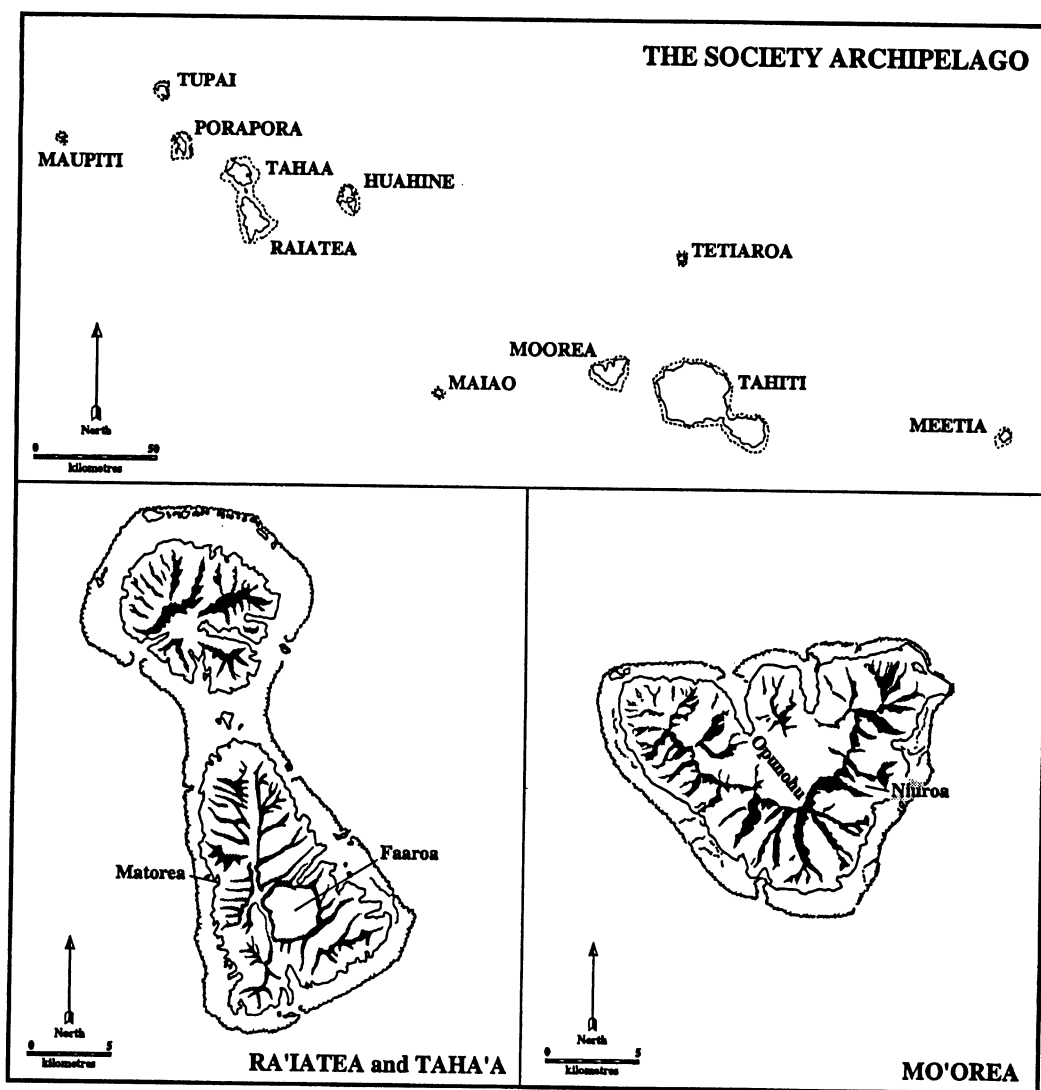 THE SOCIETY ARCHIPELAGO
TUPAI
PORAPORA
MAUPITI
TAHAA
HUAHINE
RAIATEA
TETIAROA
MOOREA
MAIAO
TAHITI
MEETIA
North
0 50
kilometres
Matorea
Faaroa
North
0 5
kilometres
RA'IATEA and TAHA'A
Opunohu
Niuroa
North
0 5
kilometres
MO'OREA